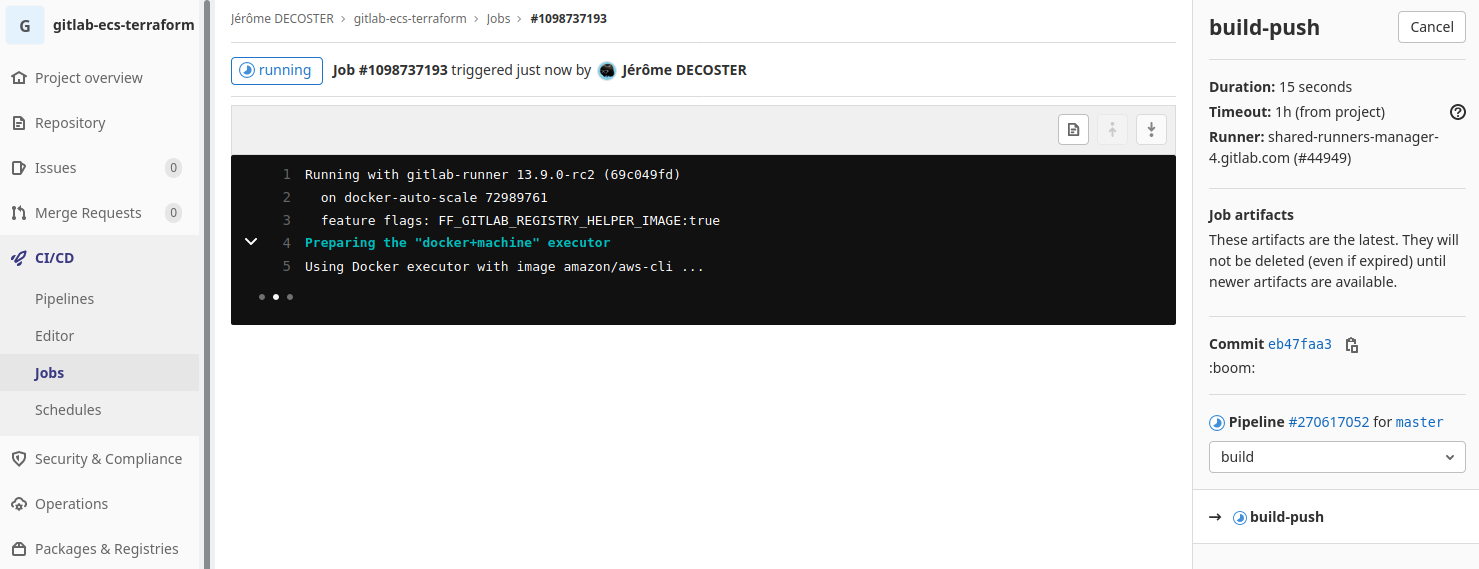 G
gitlab-ecs-terraform
Project overview
Repository
Issues 0
Merge Requests 0
CI/CD
Pipelines
Editor
Jobs
Schedules
Security & Compliance
Operations
Packages & Registries
Jérôme DECOSTER › gitlab-ecs-terraform › Jobs › #1098737193
running Job #1098737193 triggered just now by Jérôme DECOSTER
1 Running with gitlab-runner 13.9.0-rc2 (69c049fd)
2 on docker-auto-scale 72989761
3 feature flags: FF_GITLAB_REGISTRY_HELPER_IMAGE:true
4 Preparing the "docker+machine" executor
5 Using Docker executor with image amazon/aws-cli ...
build-push Cancel
Duration: 15 seconds
Timeout: 1h (from project)
Runner: shared-runners-manager-
4.gitlab.com (#44949)
Job artifacts
These artifacts are the latest. They will
not be deleted (even if expired) until
newer artifacts are available.
Commit eb47faa3
:boom:
Pipeline #270617052 for master
build
→ build-push